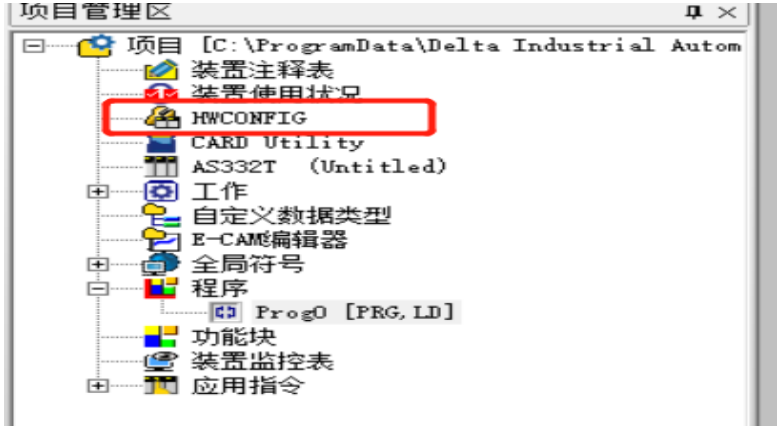 项目管理区
项目 [C:\ProgramData\Delta Industrial Autom
装置注释表
装置使用状况
HWCONFIG
CARD Utility
AS332T (Untitled)
工作
自定义数据类型
E-CAM编辑器
全局符号
程序
Prog0 [PRG,LD]
功能块
装置监控表
应用指令